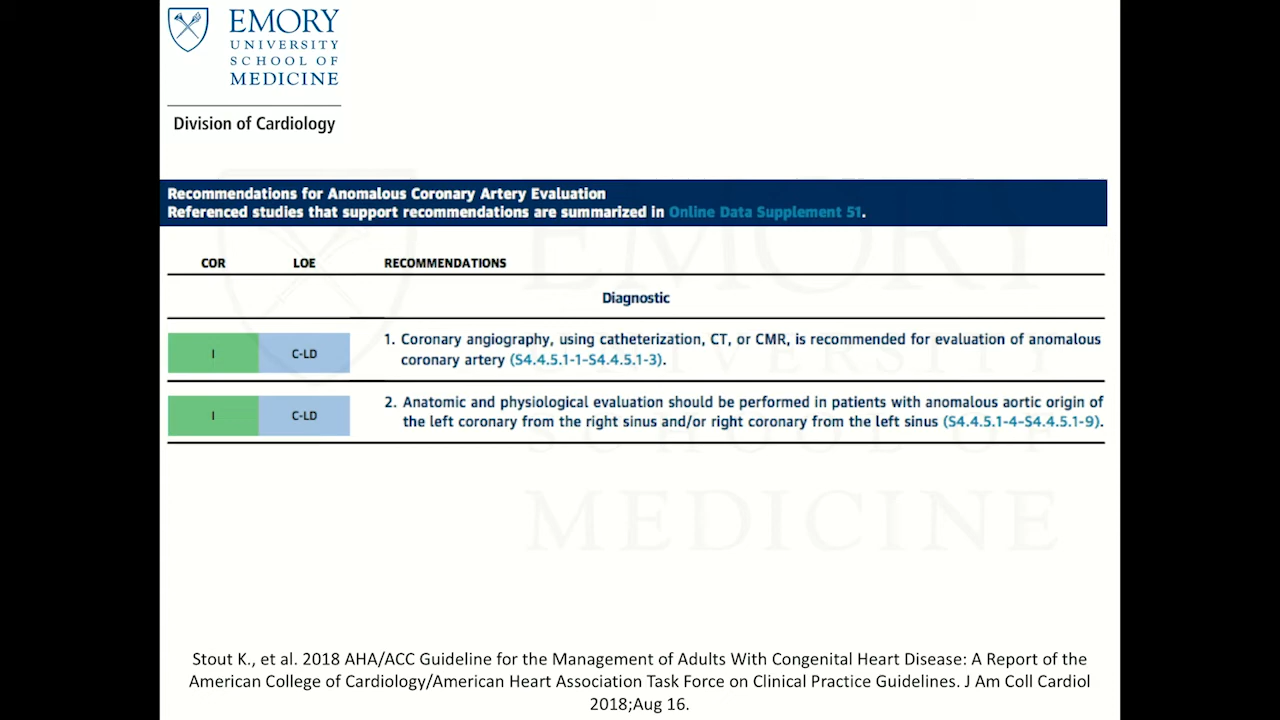 EMORY
UNIVERSITY
SCHOOL OF
MEDICINE
Division of Cardiology
Recommendations for Anomalous Coronary Artery Evaluation
Referenced studies that support recommendations are summarized in Online Data Supplement 51.
COR LOE RECOMMENDATIONS
Diagnostic
I C-LD 1. Coronary angiography, using catheterization, CT, or CMR, is recommended for evaluation of anomalous
coronary artery (S4.4.5.1-1–S4.4.5.1-3).
I C-LD 2. Anatomic and physiological evaluation should be performed in patients with anomalous aortic origin of
the left coronary from the right sinus and/or right coronary from the left sinus (S4.4.5.1-4–S4.4.5.1-9).
EMORY
UNIVERSITY
SCHOOL OF
MEDICINE
Stout K., et al. 2018 AHA/ACC Guideline for the Management of Adults With Congenital Heart Disease: A Report of the
American College of Cardiology/American Heart Association Task Force on Clinical Practice Guidelines. J Am Coll Cardiol
2018;Aug 16.